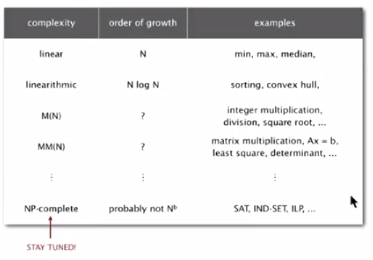 complexity order of growth examples
linear N min, max, median,
linearithmic N log N sorting, convex hull,
M(N) ? integer multiplication,
division, square root, ...
MM(N) ? matrix multiplication, Ax = b,
least square, determinant, ...
⋮ ⋮ ⋮
NP-complete probably not Nᵇ SAT, IND-SET, ILP, ...
STAY TUNED!